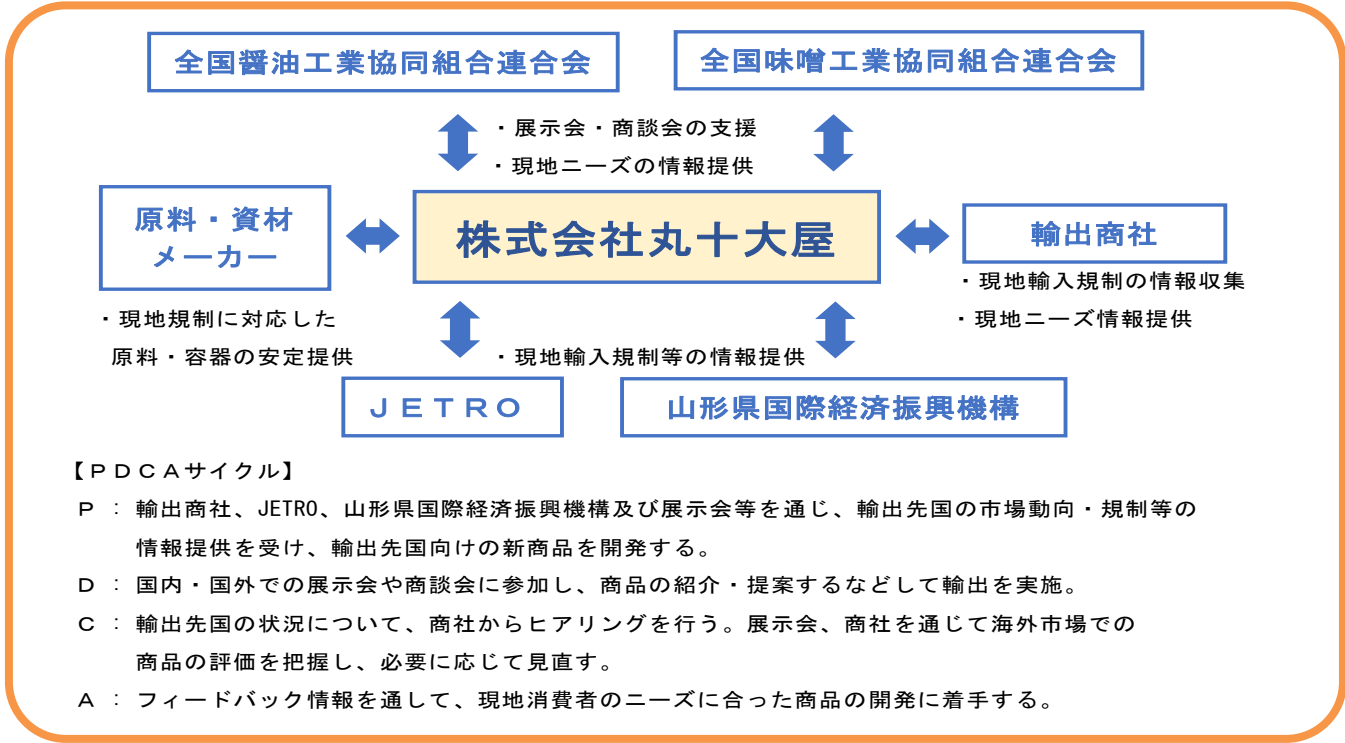 全国醤油工業協同組合連合会
全国味噌工業協同組合連合会
・展示会・商談会の支援
・現地ニーズの情報提供
原料・資材
メーカー
株式会社丸十大屋
輸出商社
・現地規制に対応した
原料・容器の安定提供
・現地輸入規制の情報収集
・現地ニーズ情報提供
・現地輸入規制等の情報提供
ＪＥＴＲＯ
山形県国際経済振興機構
【ＰＤＣＡサイクル】
Ｐ：輸出商社、JETRO、山形県国際経済振興機構及び展示会等を通じ、輸出先国の市場動向・規制等の
情報提供を受け、輸出先国向けの新商品を開発する。
Ｄ：国内・国外での展示会や商談会に参加し、商品の紹介・提案するなどして輸出を実施。
Ｃ：輸出先国の状況について、商社からヒアリングを行う。展示会、商社を通じて海外市場での
商品の評価を把握し、必要に応じて見直す。
Ａ：フィードバック情報を通して、現地消費者のニーズに合った商品の開発に着手する。